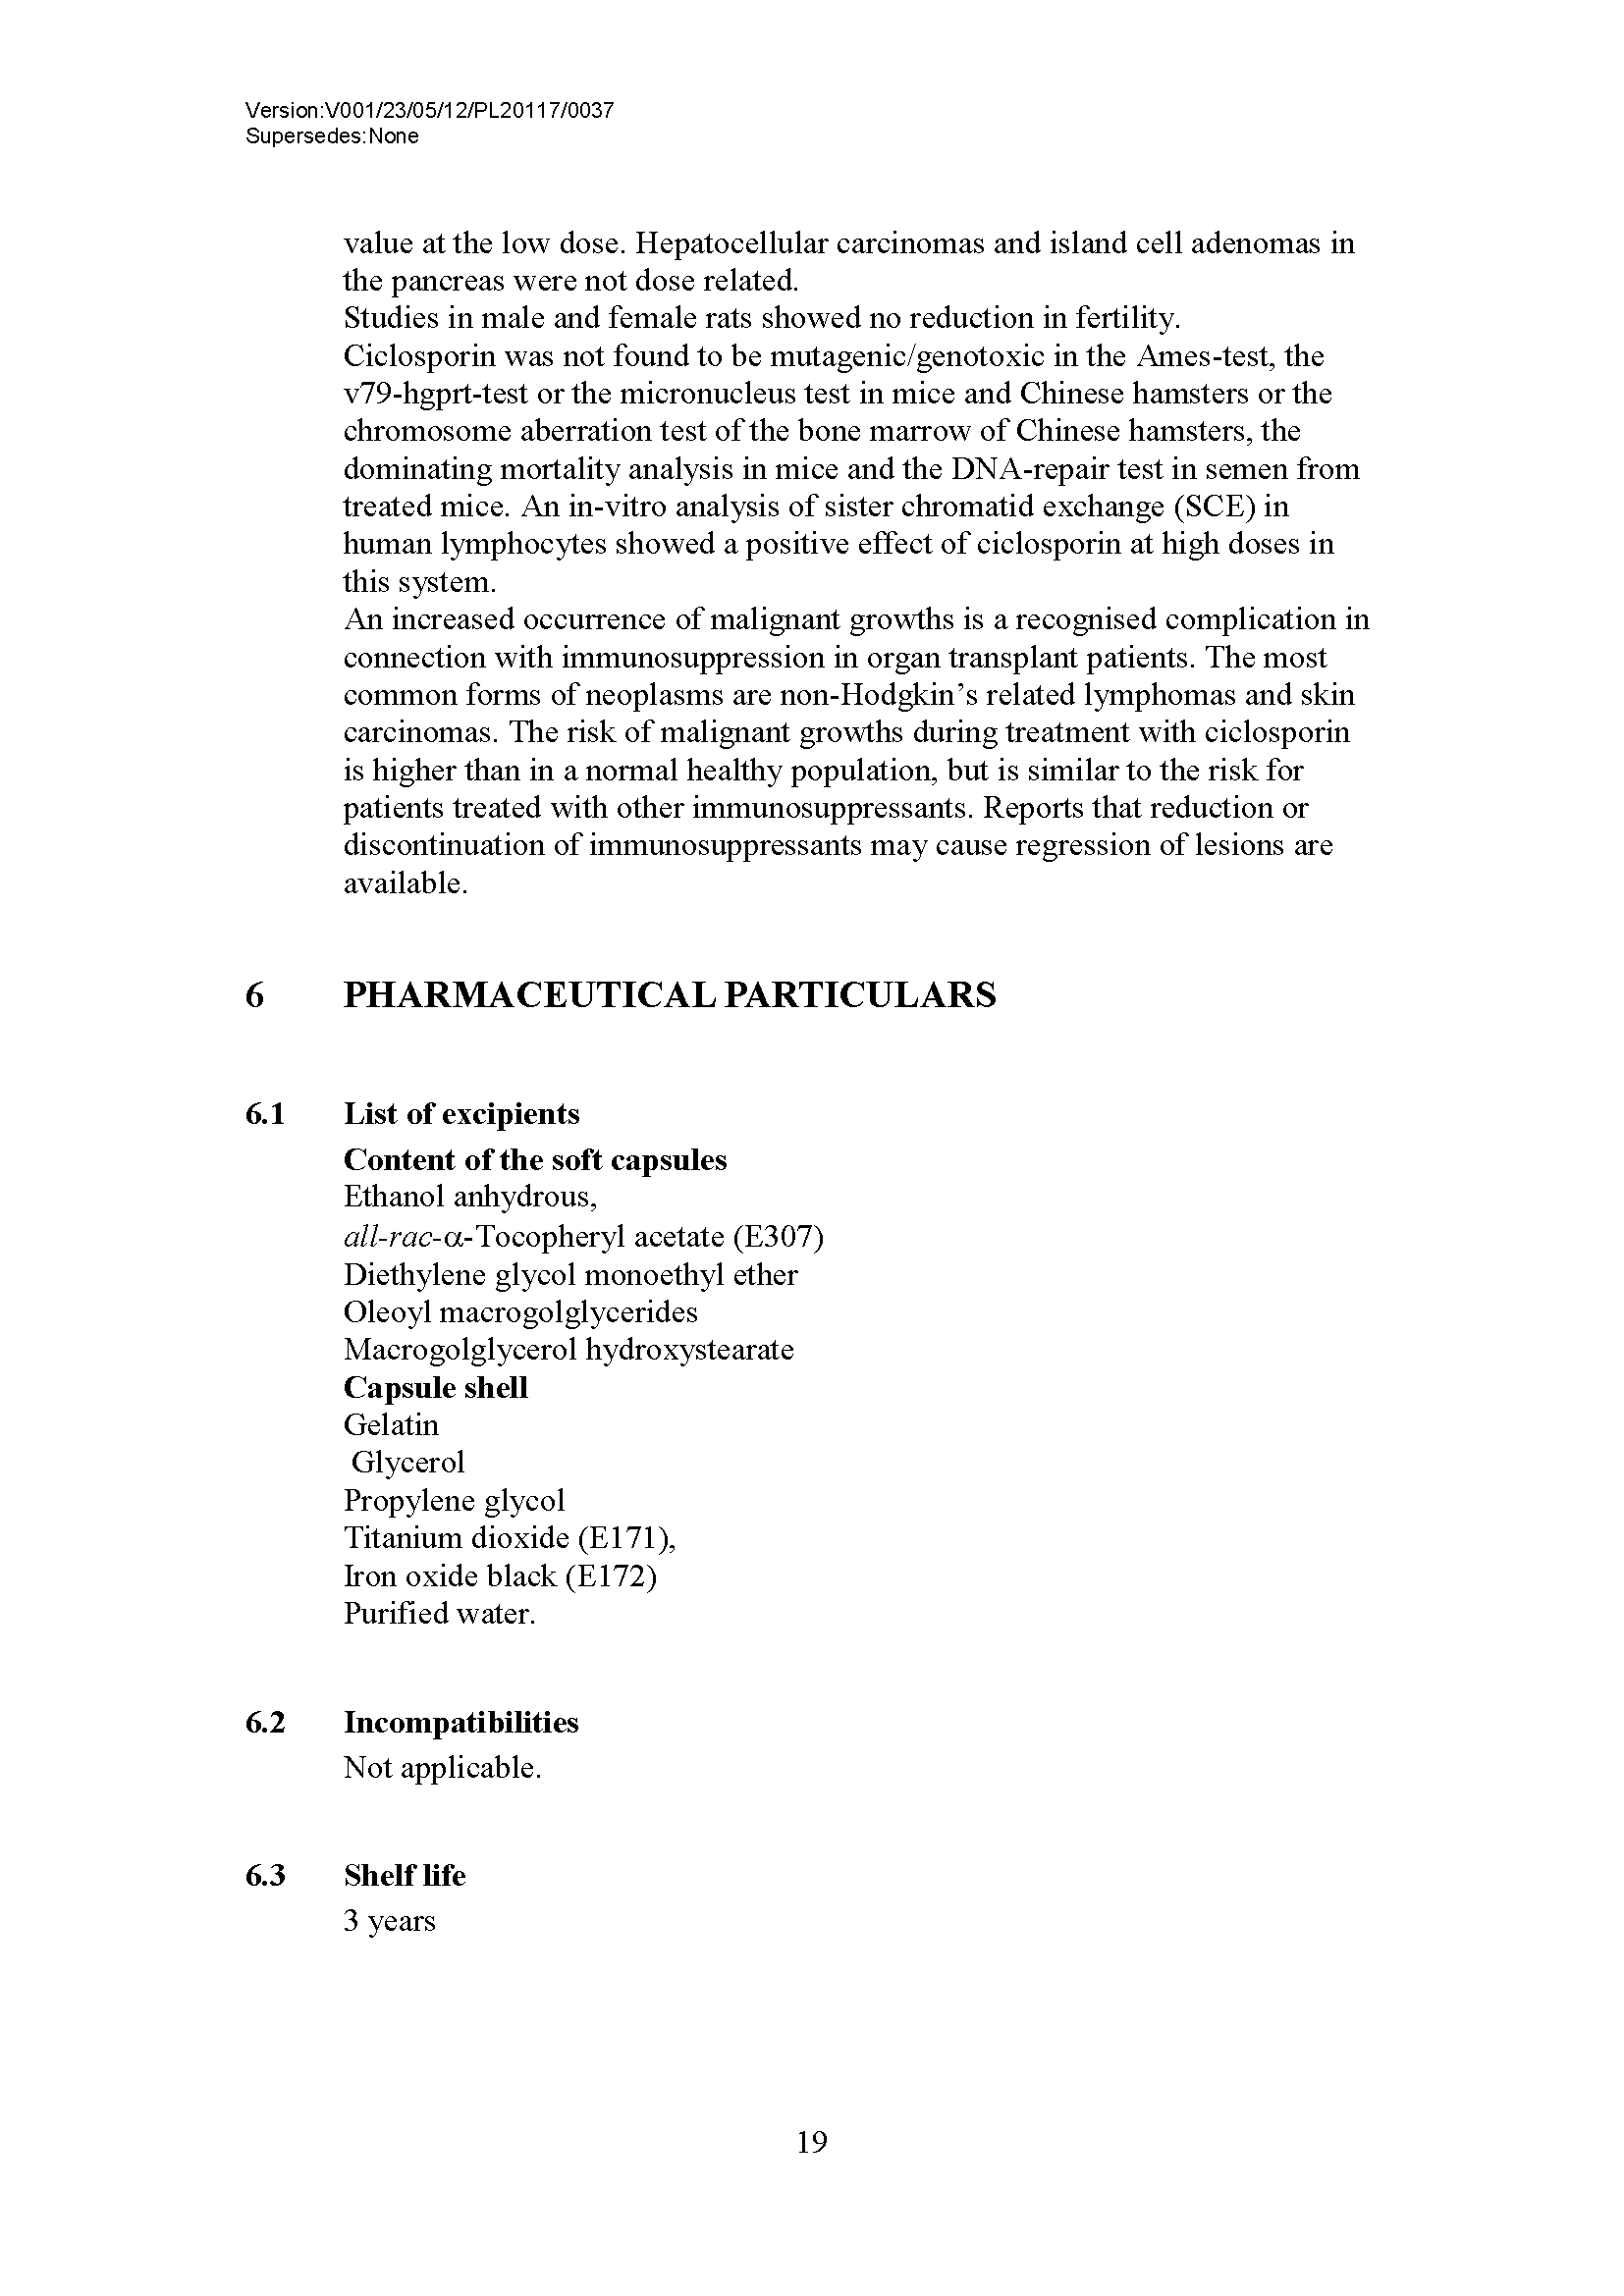 Version:V001/23/05/12/PL20117/0037
Supersedes:None
value at the low dose. Hepatocellular carcinomas and island cell adenomas in
the pancreas were not dose related.
Studies in male and female rats showed no reduction in fertility.
Ciclosporin was not found to be mutagenic/genotoxic in the Ames-test, the
v79-hgprt-test or the micronucleus test in mice and Chinese hamsters or the
chromosome aberration test of the bone marrow of Chinese hamsters, the
dominating mortality analysis in mice and the DNA-repair test in semen from
treated mice. An in-vitro analysis of sister chromatid exchange (SCE) in
human lymphocytes showed a positive effect of ciclosporin at high doses in
this system.
An increased occurrence of malignant growths is a recognised complication in
connection with immunosuppression in organ transplant patients. The most
common forms of neoplasms are non-Hodgkin’s related lymphomas and skin
carcinomas. The risk of malignant growths during treatment with ciclosporin
is higher than in a normal healthy population, but is similar to the risk for
patients treated with other immunosuppressants. Reports that reduction or
discontinuation of immunosuppressants may cause regression of lesions are
available.
6 PHARMACEUTICAL PARTICULARS
6.1 List of excipients
Content of the soft capsules
Ethanol anhydrous,
all-rac-α-Tocopheryl acetate (E307)
Diethylene glycol monoethyl ether
Oleoyl macrogolglycerides
Macrogolglycerol hydroxystearate
Capsule shell
Gelatin
Glycerol
Propylene glycol
Titanium dioxide (E171),
Iron oxide black (E172)
Purified water.
6.2 Incompatibilities
Not applicable.
6.3 Shelf life
3 years
19